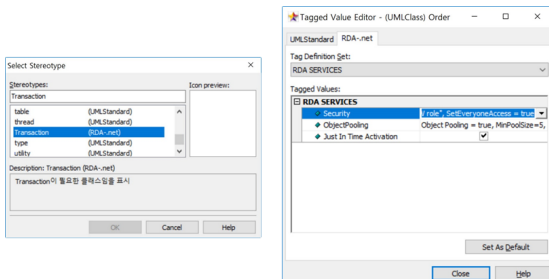 Select Stereotype
Stereotypes:
Icon preview:
Transaction
table (UMLStandard)
thread (UMLStandard)
Transaction (RDA-.net)
type (UMLStandard)
utility (UMLStandard)
Description: Transaction (RDA-.net)
Transaction이 필요한 클래스임을 표시
OK Cancel Help
Tagged Value Editor - (UMLClass) Order
UMLStandard RDA-.net
Tag Definition Set:
RDA SERVICES
Tagged Values:
RDA SERVICES
Security role", SetEveryoneAccess = true
ObjectPooling Object Pooling = true, MinPoolSize=5,
Just In Time Activation
Set As Default
Close Help